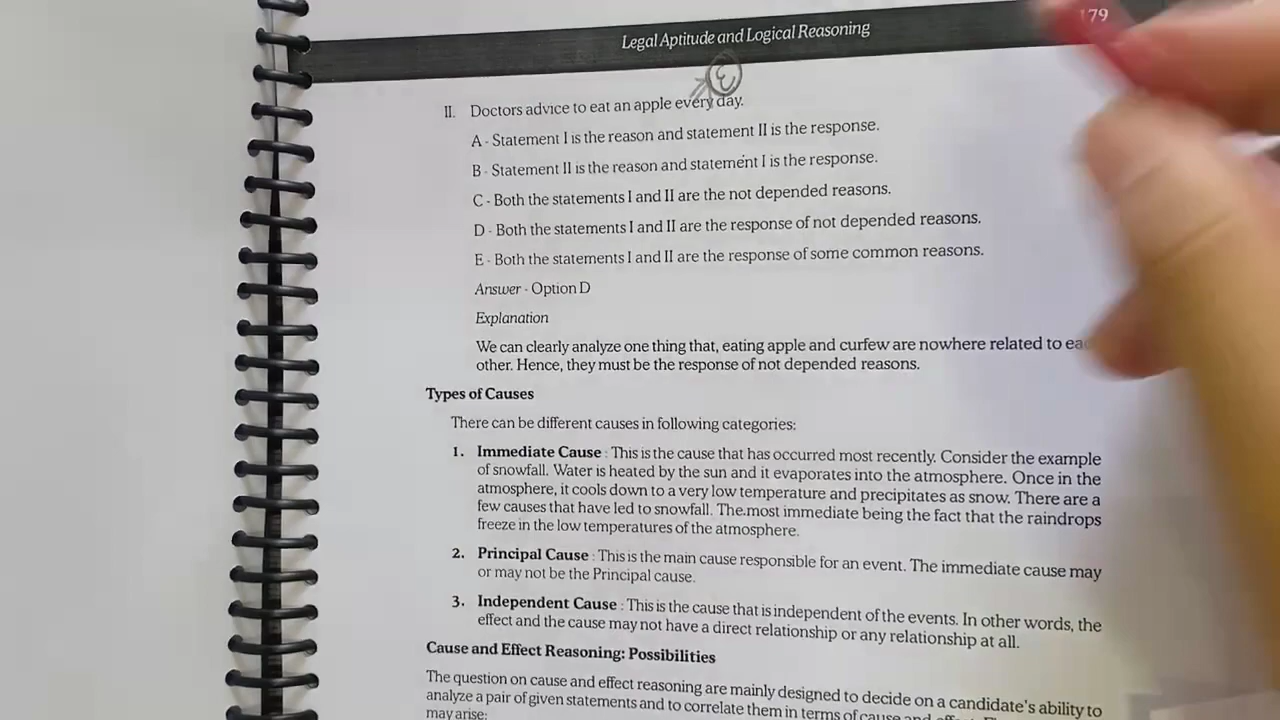 179
Legal Aptitude and Logical Reasoning
E
II. Doctors advice to eat an apple every day.
A - Statement I is the reason and statement II is the response.
B - Statement II is the reason and statement I is the response.
C - Both the statements I and II are the not depended reasons.
D - Both the statements I and II are the response of not depended reasons.
E - Both the statements I and II are the response of some common reasons.
Answer - Option D
Explanation
We can clearly analyze one thing that, eating apple and curfew are nowhere related to
other. Hence, they must be the response of not depended reasons.
Types of Causes
There can be different causes in following categories:
1. Immediate Cause : This is the cause that has occurred most recently. Consider the example
of snowfall. Water is heated by the sun and it evaporates into the atmosphere. Once in the
atmosphere, it cools down to a very low temperature and precipitates as snow. There are a
few causes that have led to snowfall. The most immediate being the fact that the raindrops
freeze in the low temperatures of the atmosphere.
2. Principal Cause : This is the main cause responsible for an event. The immediate cause may
or may not be the Principal cause.
3. Independent Cause : This is the cause that is independent of the events. In other words, the
effect and the cause may not have a direct relationship or any relationship at all.
Cause and Effect Reasoning: Possibilities
The question on cause and effect reasoning are mainly designed to decide on a candidate's ability to
analyze a pair of given statements and to correlate them in terms of cause and
may arise: